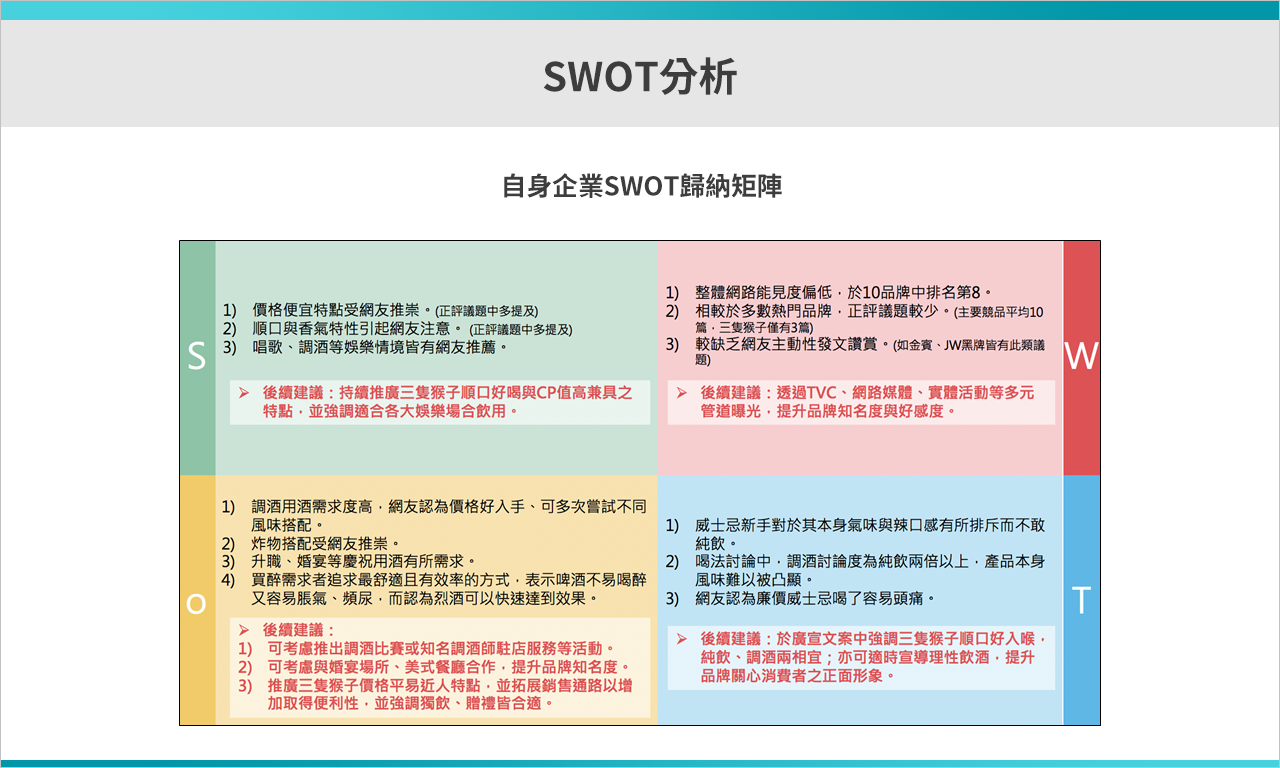 SWOT分析
自身企業SWOT歸納矩陣
S
1) 價格便宜特點受網友推崇。(正評議題中多提及)
2) 順口與香氣特性引起網友注意。 (正評議題中多提及)
3) 唱歌、調酒等娛樂情境皆有網友推薦。
➢ 後續建議：持續推廣三隻猴子順口好喝與CP值高兼具之
特點，並強調適合各大娛樂場合飲用。
W
1) 整體網路能見度偏低，於10品牌中排名第8。
2) 相較於多數熱門品牌，正評議題較少。(主要競品平均10
篇，三隻猴子僅有3篇)
3) 較缺乏網友主動性發文讚賞。(如金賓、JW黑牌皆有此類議
題)
➢ 後續建議：透過TVC、網路媒體、實體活動等多元
管道曝光，提升品牌知名度與好感度。
O
1) 調酒用酒需求度高，網友認為價格好入手、可多次嘗試不同
風味搭配。
2) 炸物搭配受網友推崇。
3) 升職、婚宴等慶祝用酒有所需求。
4) 買醉需求者追求最舒適且有效率的方式，表示啤酒不易喝醉
又容易脹氣、頻尿，而認為烈酒可以快速達到效果。
➢ 後續建議：
1) 可考慮推出調酒比賽或知名調酒師駐店服務等活動。
2) 可考慮與婚宴場所、美式餐廳合作，提升品牌知名度。
3) 推廣三隻猴子價格平易近人特點，並拓展銷售通路以增
加取得便利性，並強調獨飲、贈禮皆合適。
T
1) 威士忌新手對於其本身氣味與辣口感有所排斥而不敢
純飲。
2) 喝法討論中，調酒討論度為純飲兩倍以上，產品本身
風味難以被凸顯。
3) 網友認為廉價威士忌喝了容易頭痛。
➢ 後續建議：於廣宣文案中強調三隻猴子順口好入喉，
純飲、調酒兩相宜；亦可適時宣導理性飲酒，提升
品牌關心消費者之正面形象。